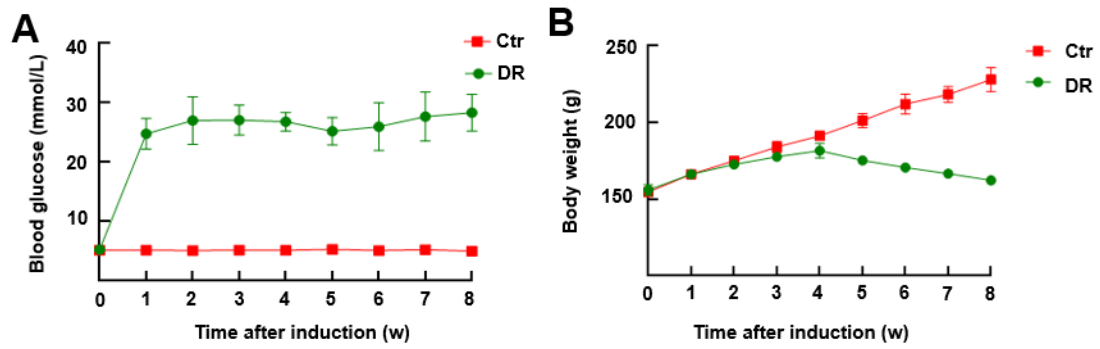 A
Blood glucose (mmol/L)
40
30
20
10
0 1 2 3 4 5 6 7 8
Time after induction (w)
Ctr
DR
B
Body weight (g)
250
200
150
0 1 2 3 4 5 6 7 8
Time after induction (w)
Ctr
DR